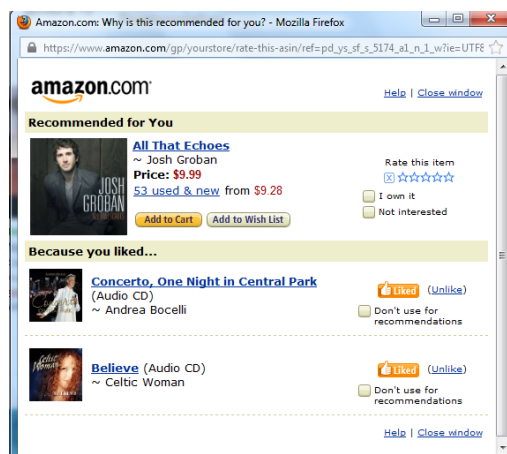 Amazon.com: Why is this recommended for you? - Mozilla Firefox
https://www.amazon.com/gp/yourstore/rate-this-asin/ref=pd_ys_sf_s_5174_a1_n_1_w?ie=UTF8
amazon.com
Help | Close window
Recommended for You
All That Echoes
~ Josh Groban
Price: $9.99
53 used & new from $9.28
Add to Cart Add to Wish List
Rate this item
I own it
Not interested
JOSH
GROBAN
Because you liked...
Concerto, One Night in Central Park
(Audio CD)
~ Andrea Bocelli
Liked (Unlike)
Don't use for
recommendations
Celtic
Woman
Believe (Audio CD)
~ Celtic Woman
Liked (Unlike)
Don't use for
recommendations
Help | Close window